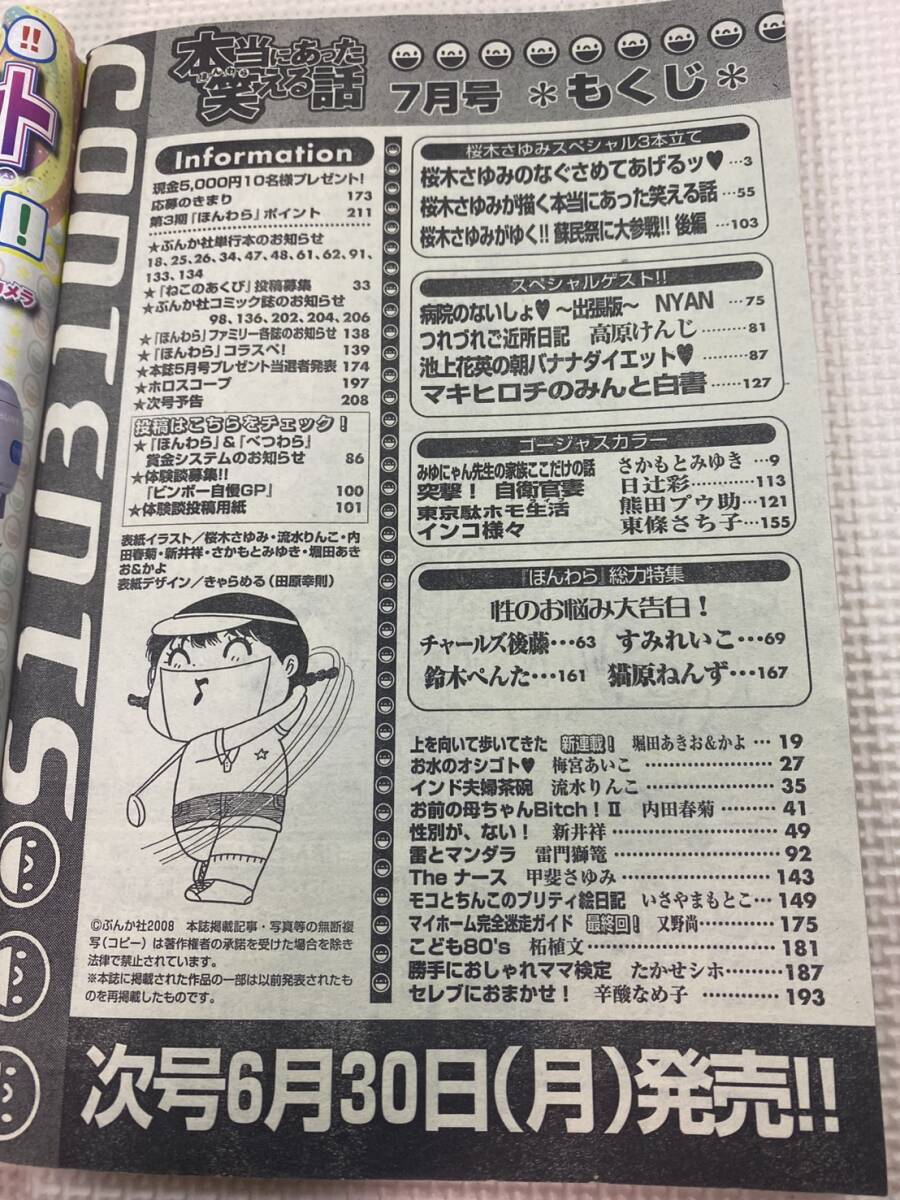 !!
ト
!
カメラ
CONTENTS
本当にあった
笑える話
ほんわら
7月号 *もくじ*
Information
現金5,000円10名様プレゼント!
応募のきまり 173
第3期「ほんわら」ポイント 211
★ぶんか社単行本のお知らせ
18,25,26,34,47,48,61,62,91,
133,134
★「ねこのあくび」投稿募集 33
★ぶんか社コミック誌のお知らせ
98,136,202,204,206
★「ほんわら」ファミリー各誌のお知らせ 138
★「ほんわら」コラスペ! 139
★本誌5月号プレゼント当選者発表 174
★ホロスコープ 197
★次号予告 208
投稿はこちらをチェック!
★「ほんわら」&「べつわら」
賞金システムのお知らせ 86
★体験談募集!!
「ビンボー自慢GP」 100
★体験談投稿用紙 101
表紙イラスト/桜木さゆみ・流水りんこ・内
田春菊・新井祥・さかもとみゆき・堀田あき
お&かよ
表紙デザイン/きゃらめる(田原幸則)
©ぶんか社2008 本誌掲載記事・写真等の無断複
写(コピー)は著作権者の承諾を受けた場合を除き
法律で禁止されています。
※本誌に掲載された作品の一部は以前発表されたも
のを再掲載したものです。
桜木さゆみスペシャル3本立て
桜木さゆみのなぐさめてあげるッ♥…3
桜木さゆみが描く本当にあった笑える話…55
桜木さゆみがゆく!! 蘇民祭に大参戦!! 後編…103
スペシャルゲスト!!
病院のないしょ♥〜出張版〜 NYAN…75
つれづれご近所日記 高原けんじ……81
池上花英の朝バナナダイエット♥……87
マキヒロチのみんと白書……127
ゴージャスカラー
みゆにゃん先生の家族ここだけの話 さかもとみゆき…9
突撃! 自衛官妻 日辻彩……113
東京駄ホモ生活 熊田プウ助…121
ライフ
インコ様々 東條さち子…155
『ほんわら』総力特集
性のお悩み大告白!
チャールズ後藤…63 すみれいこ…69
鈴木ぺんた…161 猫原ねんず…167
上を向いて歩いてきた 新連載! 堀田あきお&かよ…19
お水のオシゴト♥ 梅宮あいこ……27
インド夫婦茶碗 流水りんこ……35
お前の母ちゃんBitch!Ⅱ 内田春菊……41
性別が、ない! 新井祥……49
雷とマンダラ 雷門獅篭……92
The ナース 甲斐さゆみ……143
モコとちんこのプリティ絵日記 いさやまもとこ…149
マイホーム完全迷走ガイド 最終回! 又野尚……175
こども80's 柘植文……181
勝手におしゃれママ検定 たかせシホ……187
セレブにおまかせ! 辛酸なめ子……193
次号6月30日(月)発売!!